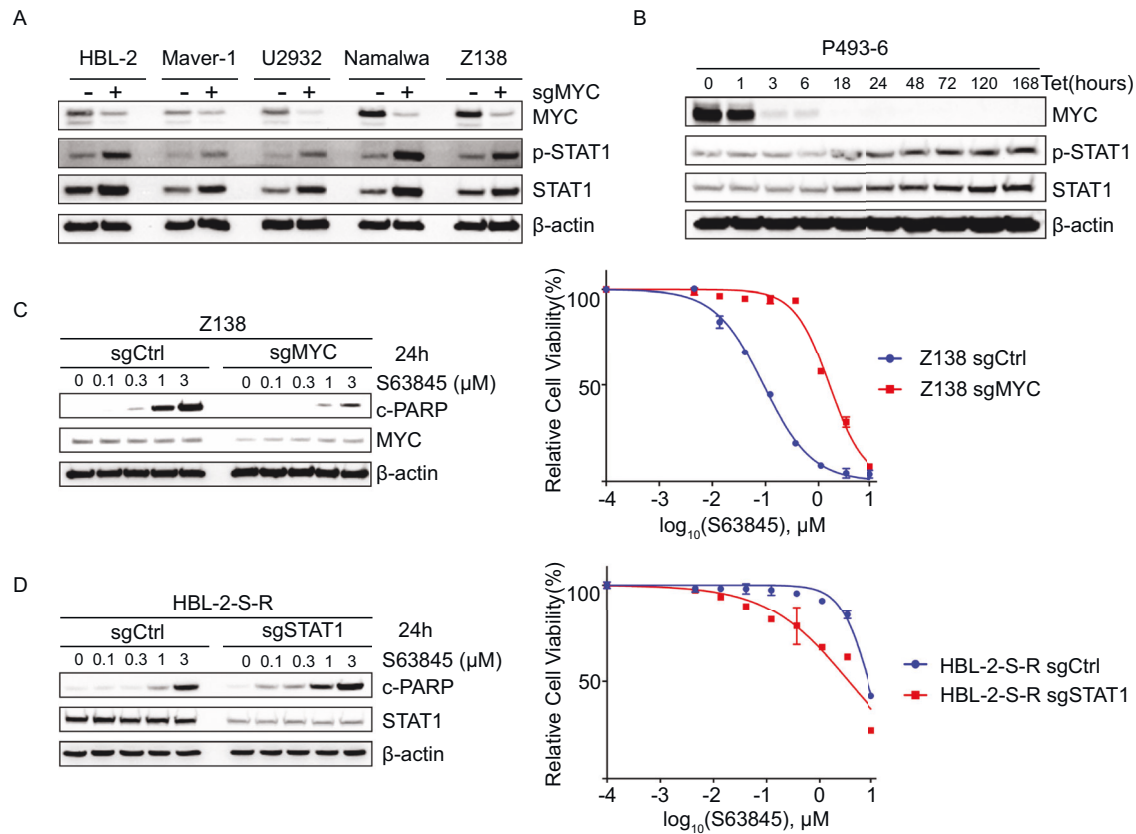 A
HBL-2 Maver-1 U2932 Namalwa Z138
- + - + - + - + - + sgMYC
MYC
p-STAT1
STAT1
β-actin
B
P493-6
0 1 3 6 18 24 48 72 120 168 Tet(hours)
MYC
p-STAT1
STAT1
β-actin
C
Z138
sgCtrl sgMYC 24h
0 0.1 0.3 1 3 0 0.1 0.3 1 3 S63845 (µM)
c-PARP
MYC
β-actin
Relative Cell Viability(%)
100
50
-4 -3 -2 -1 0 1
log10(S63845), µM
Z138 sgCtrl
Z138 sgMYC
D
HBL-2-S-R
sgCtrl sgSTAT1 24h
0 0.1 0.3 1 3 0 0.1 0.3 1 3 S63845 (µM)
c-PARP
STAT1
β-actin
Relative Cell Viability(%)
100
50
-4 -3 -2 -1 0 1
log10(S63845), µM
HBL-2-S-R sgCtrl
HBL-2-S-R sgSTAT1